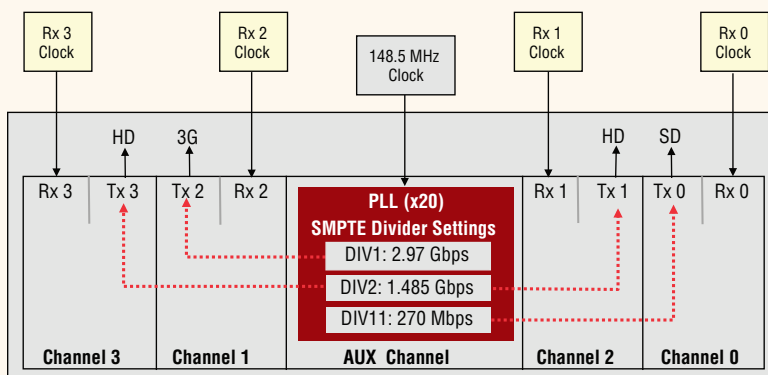 Rx 3
Clock
Rx 2
Clock
148.5 MHz
Clock
Rx 1
Clock
Rx 0
Clock
HD
3G
HD
SD
Rx 3
Tx 3
Tx 2
Rx 2
PLL (x20)
SMPTE Divider Settings
DIV1: 2.97 Gbps
DIV2: 1.485 Gbps
DIV11: 270 Mbps
Rx 1
Tx 1
Tx 0
Rx 0
Channel 3
Channel 1
AUX Channel
Channel 2
Channel 0